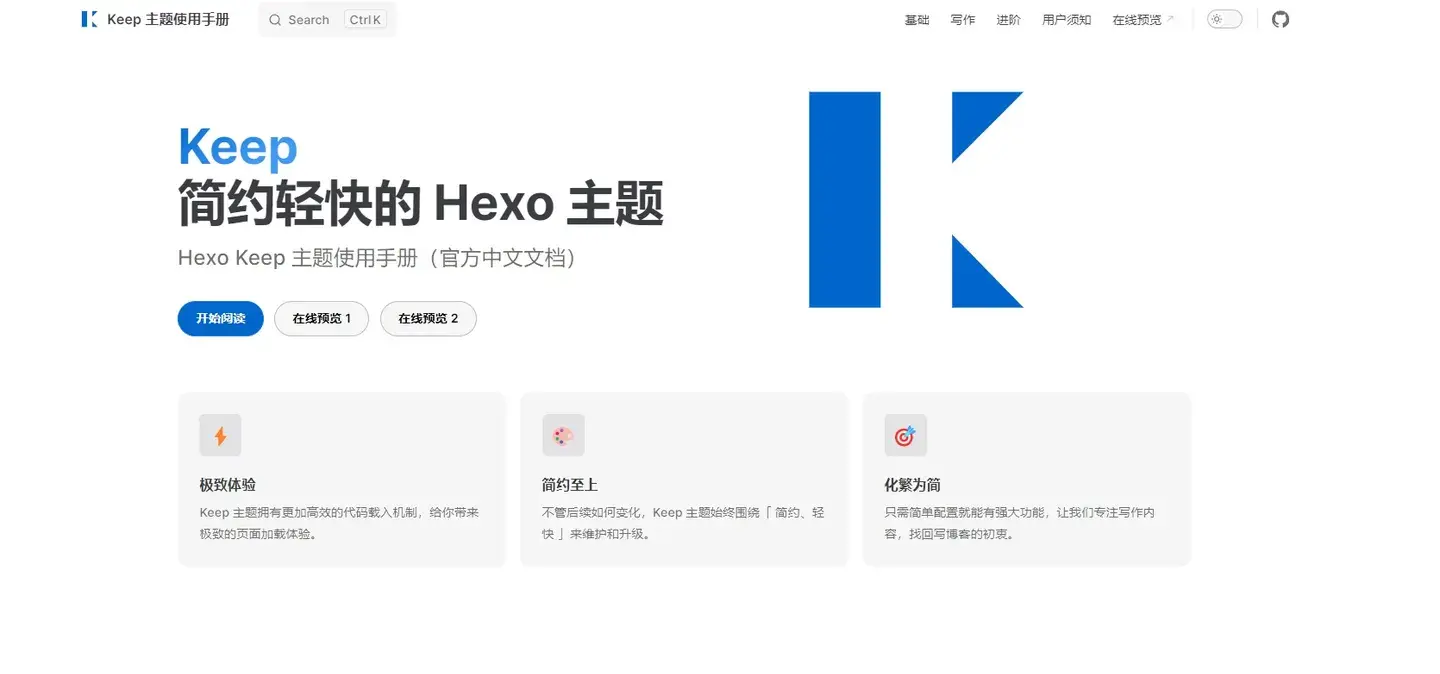 Keep 主题使用手册
Search Ctrl K
基础 写作 进阶 用户须知 在线预览
Keep
简约轻快的 Hexo 主题
Hexo Keep 主题使用手册（官方中文文档）
开始阅读 在线预览 1 在线预览 2
极致体验
Keep 主题拥有更加高效的代码载入机制，给你带来
极致的页面加载体验。
简约至上
不管后续如何变化，Keep 主题始终围绕「 简约、轻
快 」来维护和升级。
化繁为简
只需简单配置就能有强大功能，让我们专注写作内
容，找回写博客的初衷。